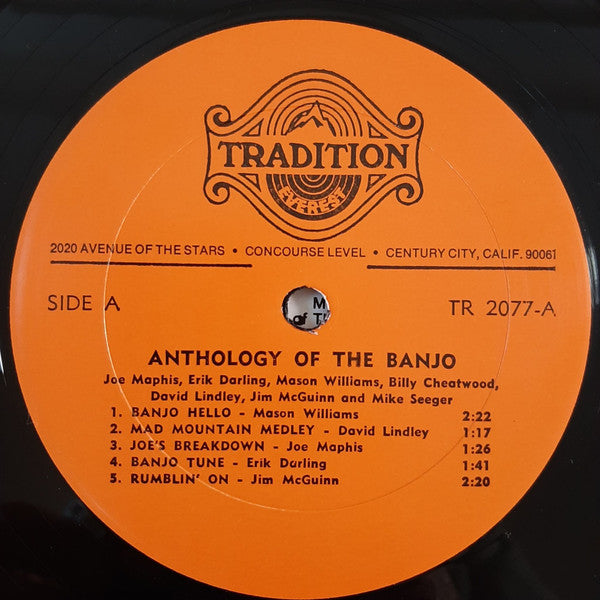 TRADITION
EVEREST
2020 AVENUE OF THE STARS • CONCOURSE LEVEL • CENTURY CITY, CALIF. 90061
SIDE A
M
of T
TR 2077-A
ANTHOLOGY OF THE BANJO
Joe Maphis, Erik Darling, Mason Williams, Billy Cheatwood,
David Lindley, Jim McGuinn and Mike Seeger
1. BANJO HELLO - Mason Williams 2:22
2. MAD MOUNTAIN MEDLEY - David Lindley 1:17
3. JOE'S BREAKDOWN - Joe Maphis 1:26
4. BANJO TUNE - Erik Darling 1:41
5. RUMBLIN' ON - Jim McGuinn 2:20